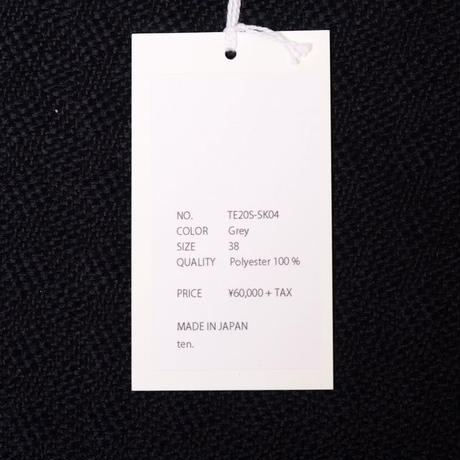 NO. TE20S-SK04
COLOR Grey
SIZE 38
QUALITY Polyester 100 %
PRICE ¥60,000 + TAX
MADE IN JAPAN
ten.